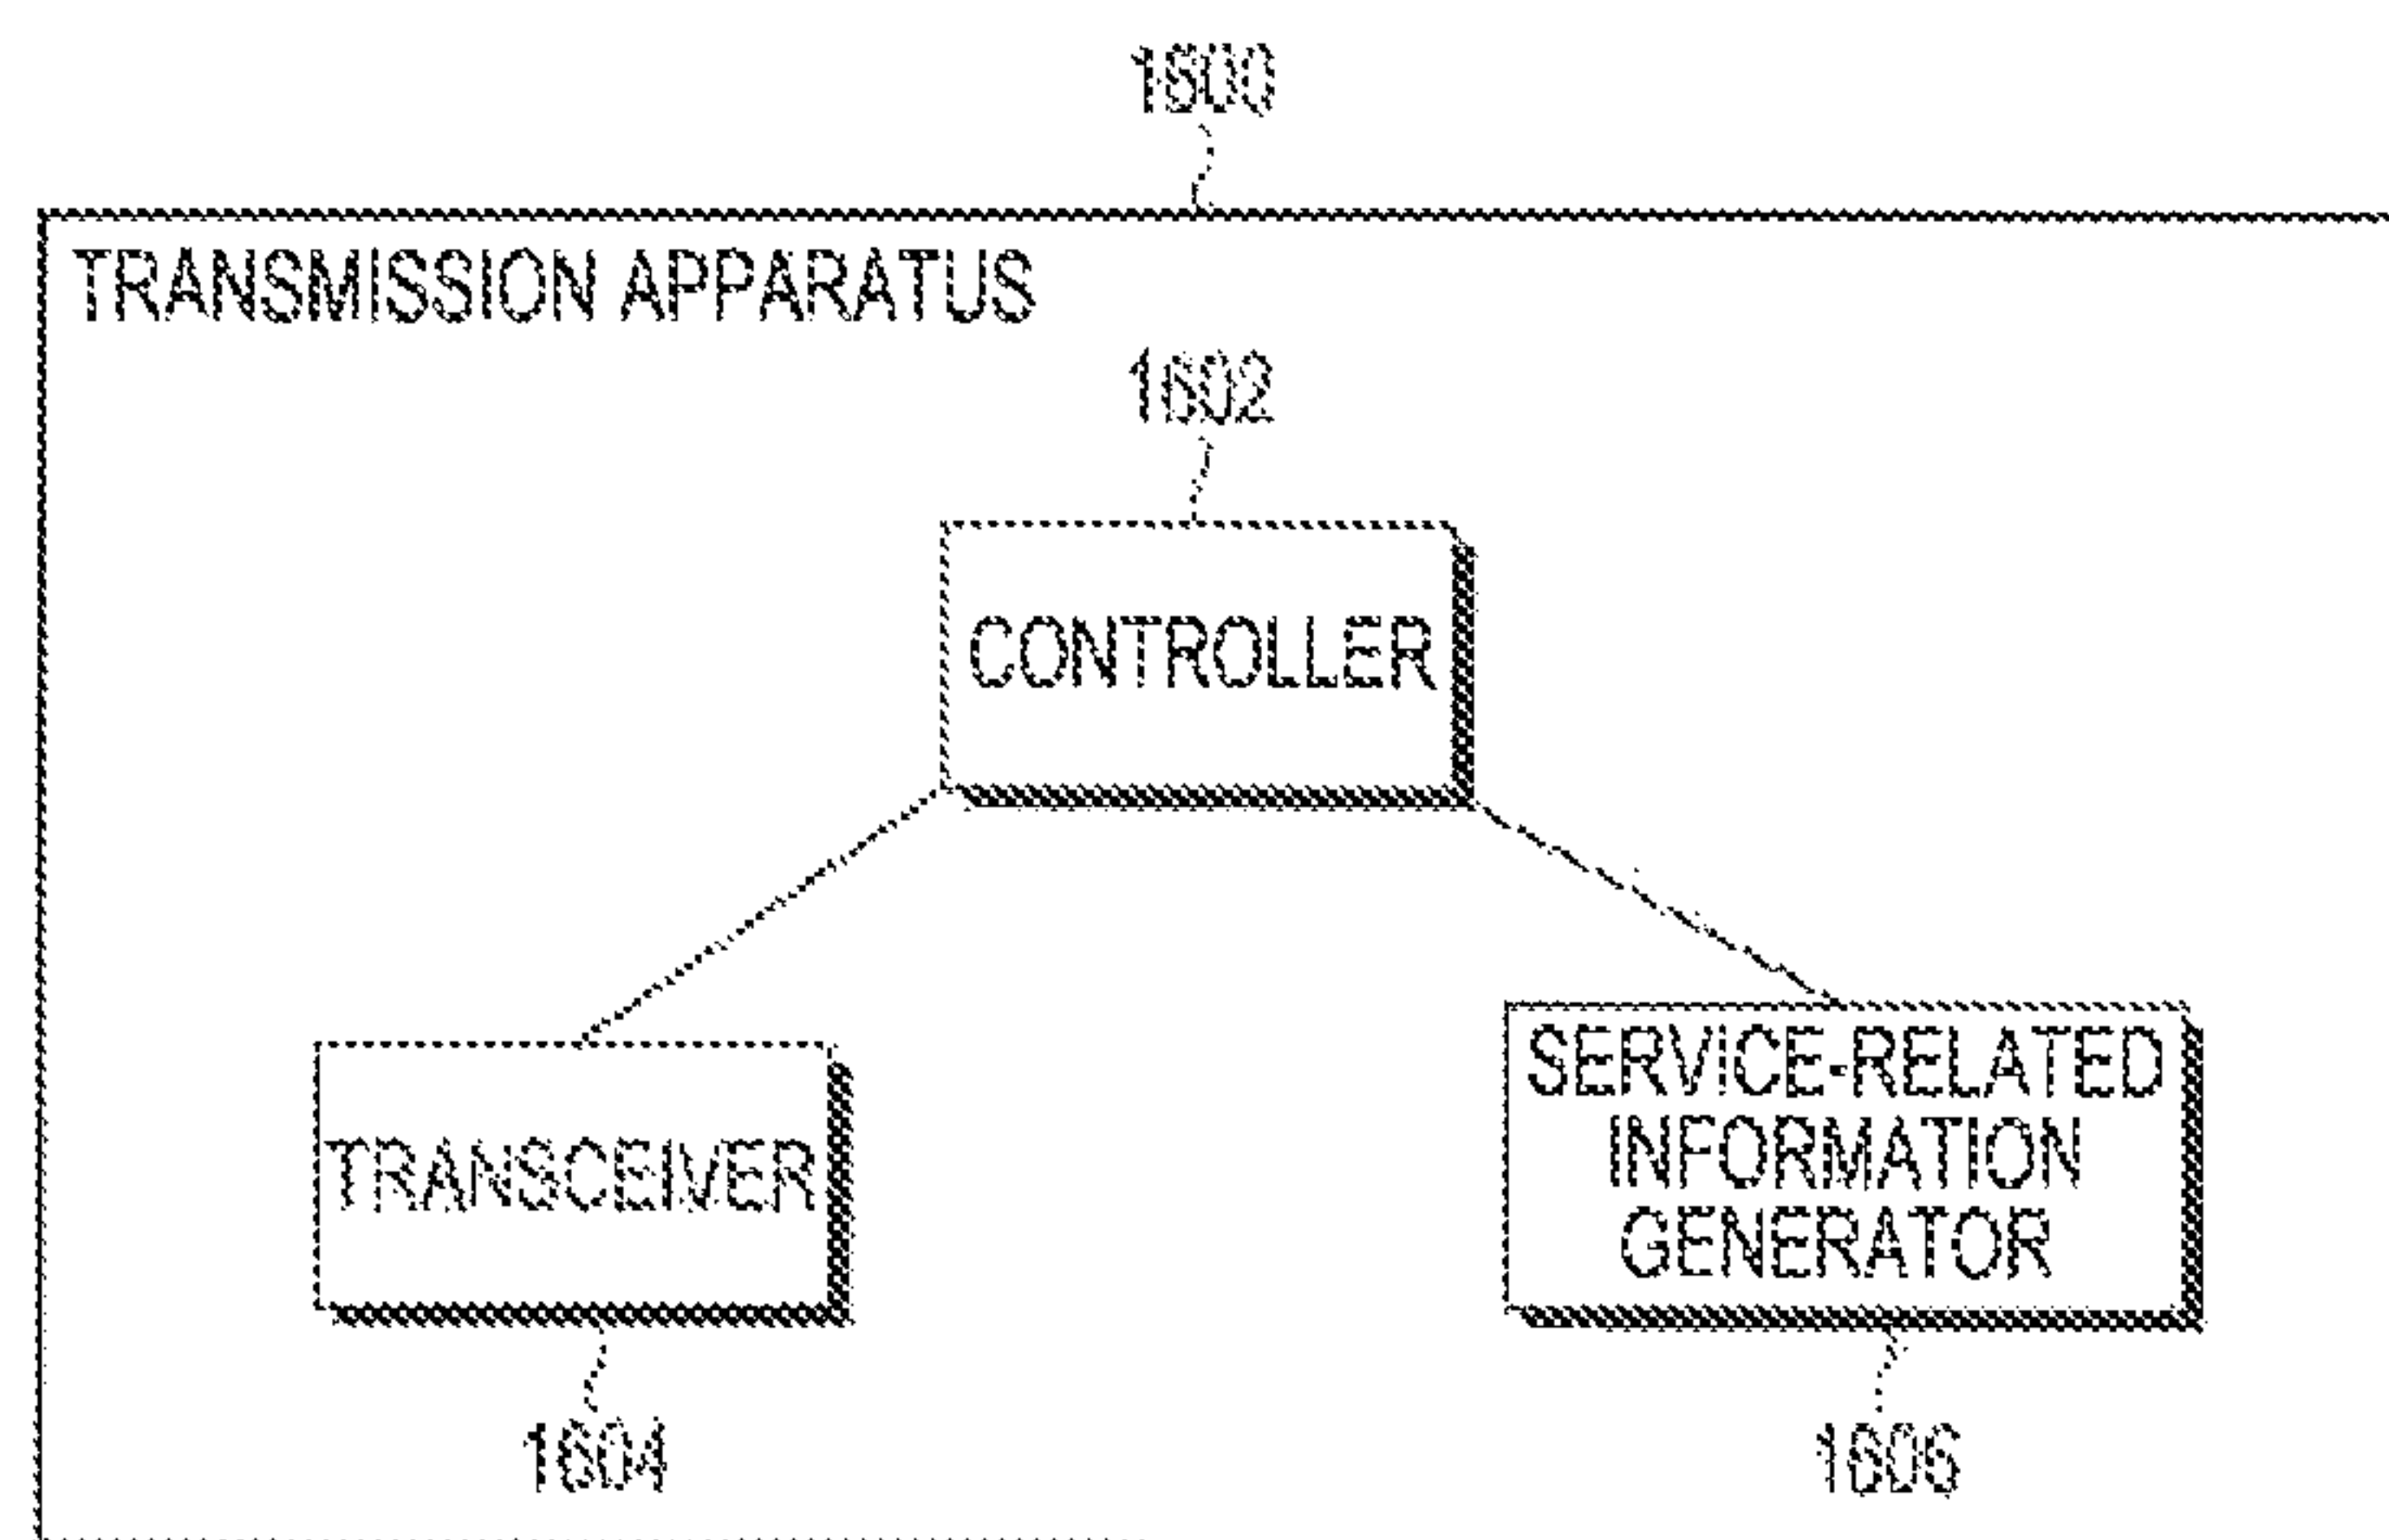 1600
TRANSMISSION APPARATUS
1602
CONTROLLER
TRANSCEIVER
SERVICE-RELATED
INFORMATION
GENERATOR
1604
1606